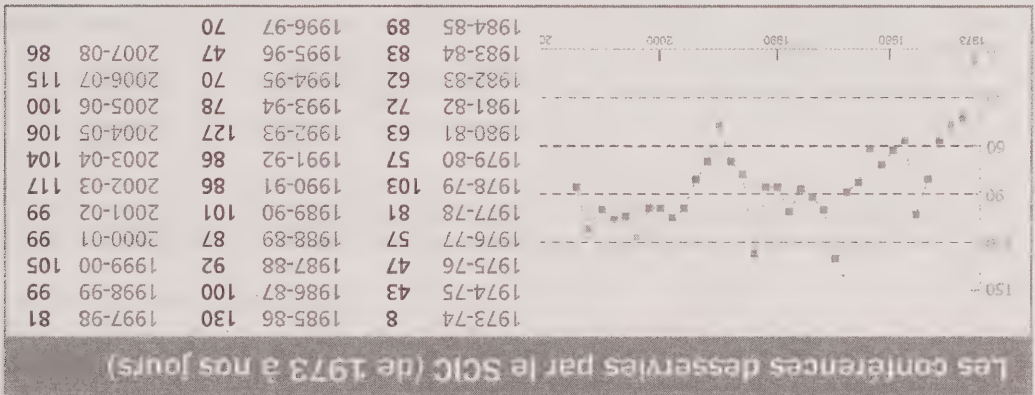 Les conférences desservies par le SCIC (de 1973 à nos jours)
150
90
60
1973 1980 1990 2000 20
1973-74 8 1985-86 130 1997-98 81
1974-75 43 1986-87 100 1998-99 99
1975-76 47 1987-88 92 1999-00 105
1976-77 57 1988-89 87 2000-01 99
1977-78 81 1989-90 101 2001-02 99
1978-79 103 1990-91 86 2002-03 117
1979-80 57 1991-92 86 2003-04 104
1980-81 63 1992-93 127 2004-05 106
1981-82 72 1993-94 78 2005-06 100
1982-83 62 1994-95 70 2006-07 115
1983-84 83 1995-96 47 2007-08 86
1984-85 89 1996-97 70